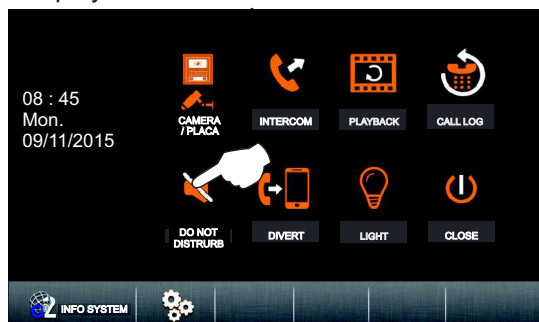 08 : 45
Mon.
09/11/2015
CAMERA
/ PLACA
INTERCOM
PLAYBACK
CALL LOG
DO NOT
DISTRURB
DIVERT
LIGHT
CLOSE
INFO SYSTEM